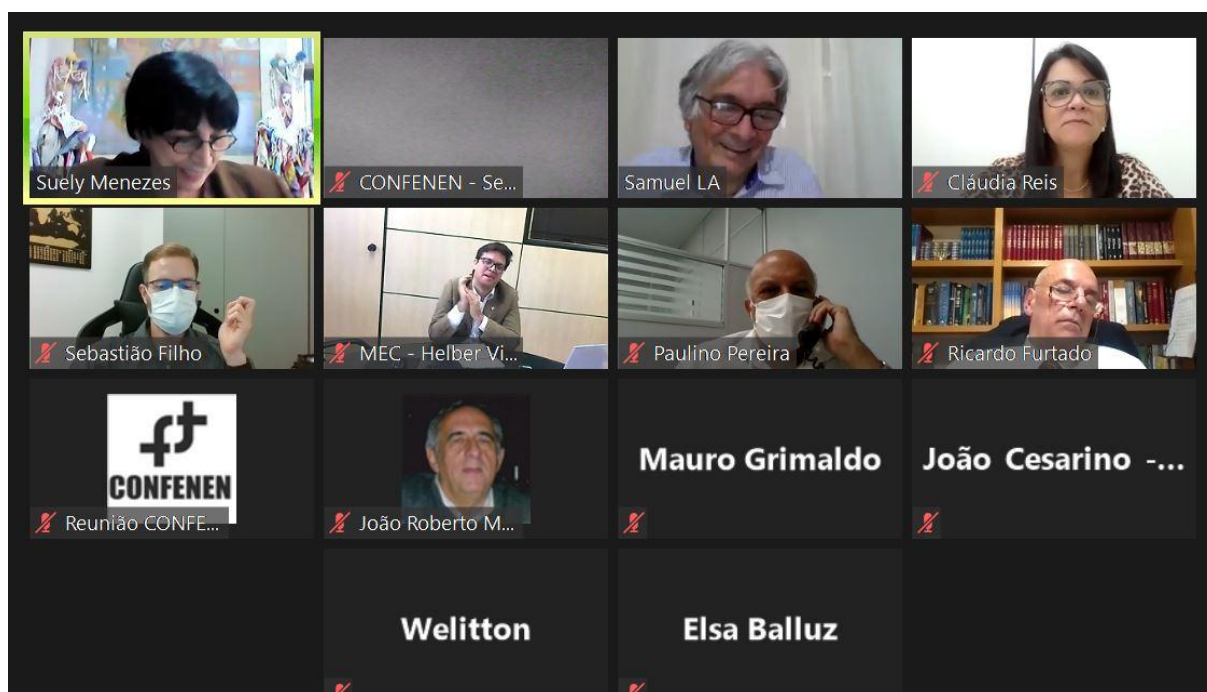 Suely Menezes
CONFENEN - Se...
Samuel LA
Cláudia Reis
Sebastião Filho
MEC - Helber Vi...
Paulino Pereira
Ricardo Furtado
CONFENEN
Reunião CONFE...
João Roberto M...
Mauro Grimaldo
João Cesarino -...
Welitton
Elsa Balluz